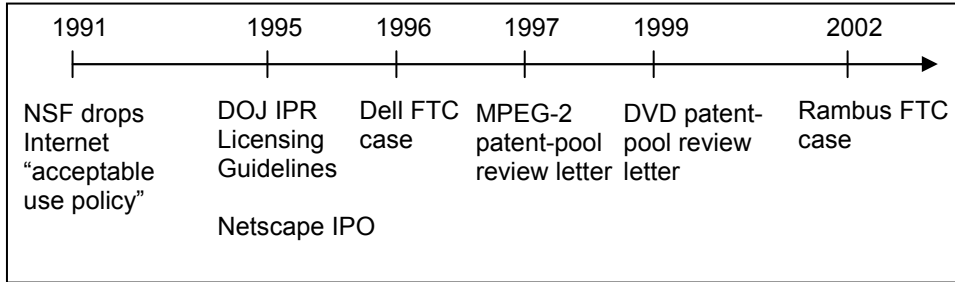 1991 1995 1996 1997 1999 2002
NSF drops
Internet
“acceptable
use policy”
DOJ IPR
Licensing
Guidelines
Netscape IPO
Dell FTC
case
MPEG-2
patent-pool
review letter
DVD patent-
pool review
letter
Rambus FTC
case